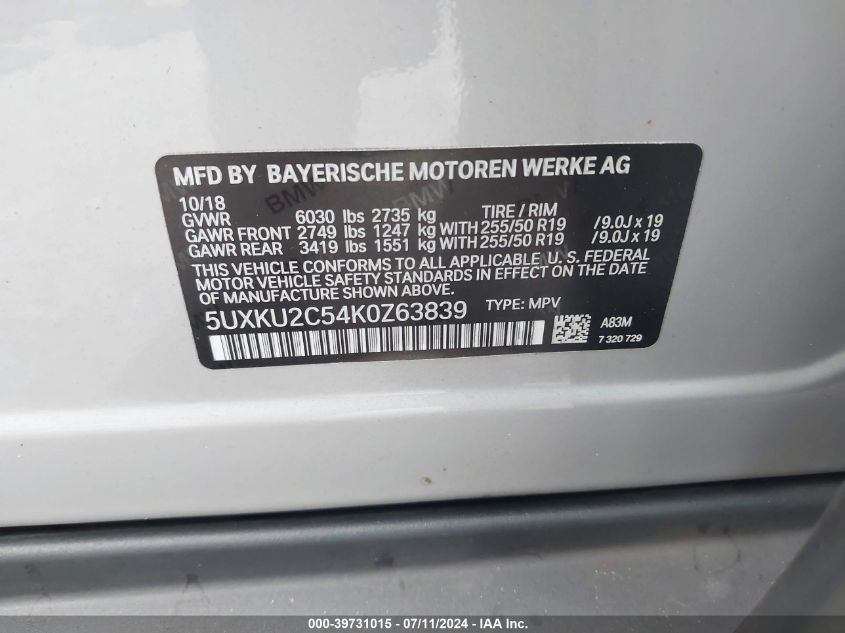 MFD BY BAYERISCHE MOTOREN WERKE AG
10/18
GVWR 6030 lbs 2735 kg TIRE / RIM
GAWR FRONT 2749 lbs 1247 kg WITH 255/50 R19 /9.0J x 19
GAWR REAR 3419 lbs 1551 kg WITH 255/50 R19 /9.0J x 19
THIS VEHICLE CONFORMS TO ALL APPLICABLE U. S. FEDERAL
MOTOR VEHICLE SAFETY STANDARDS IN EFFECT ON THE DATE
OF MANUFACTURE SHOWN ABOVE.
5UXKU2C54K0Z63839 TYPE: MPV
A83M
7 320 729
BMW
BMW
BMW
000-39731015 / 07/11/2024 - IAA Inc.